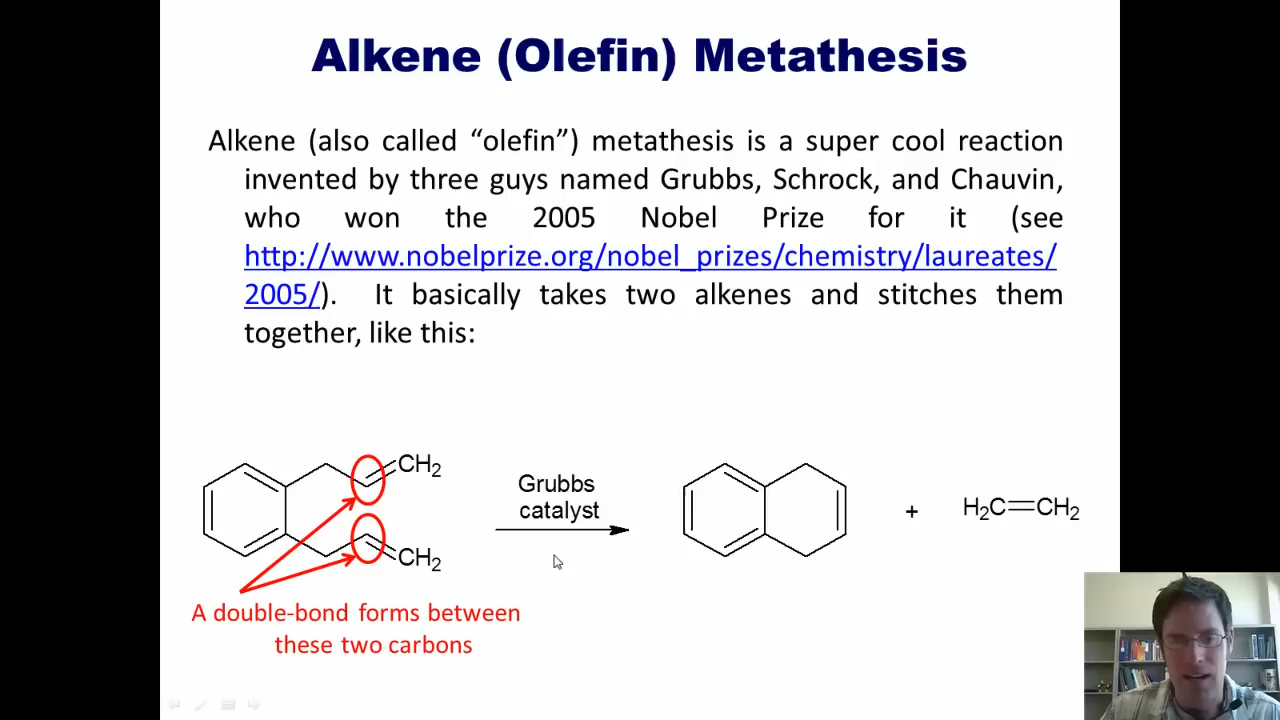 Alkene (Olefin) Metathesis
Alkene (also called “olefin”) metathesis is a super cool reaction
invented by three guys named Grubbs, Schrock, and Chauvin,
who won the 2005 Nobel Prize for it (see
http://www.nobelprize.org/nobel_prizes/chemistry/laureates/
2005/). It basically takes two alkenes and stitches them
together, like this:
CH2
Grubbs
catalyst
+
H2C CH2
CH2
A double-bond forms between
these two carbons